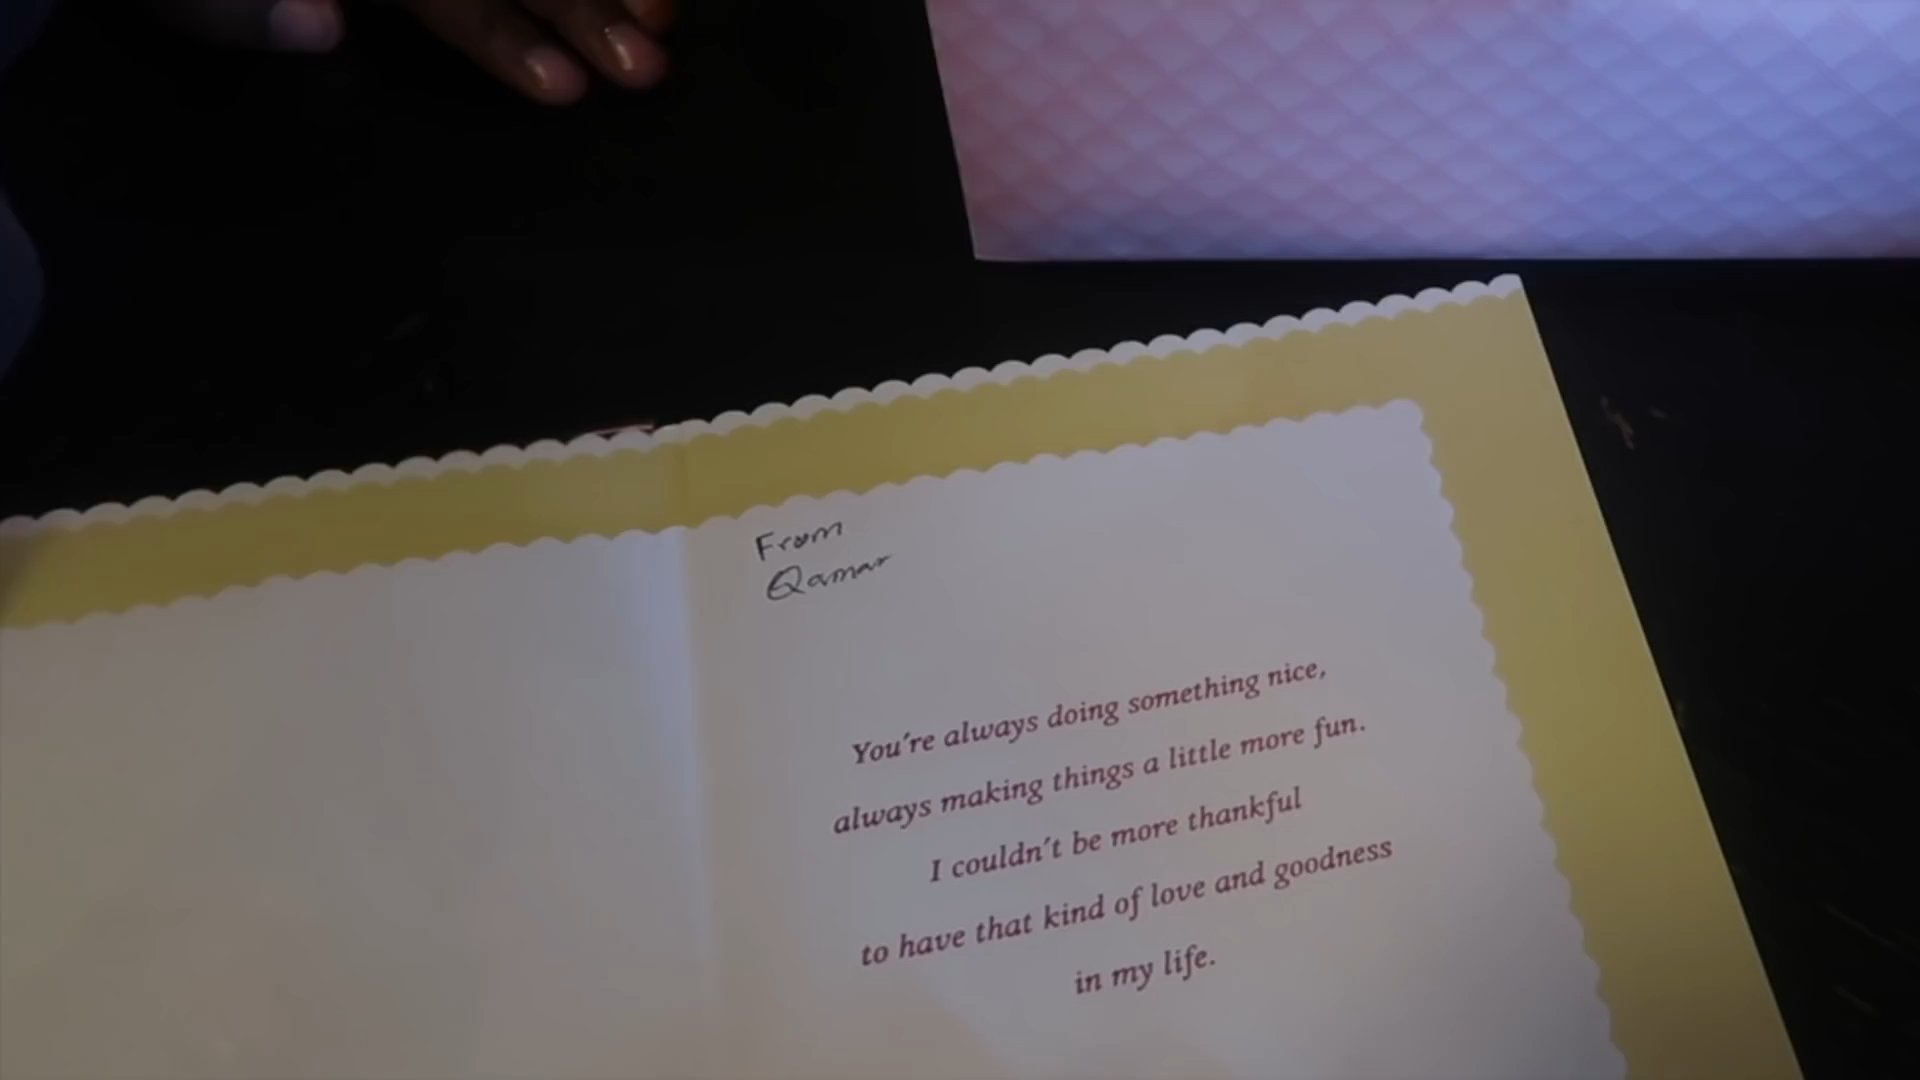 From
Qamar
You're always doing something nice,
always making things a little more fun.
I couldn't be more thankful
to have that kind of love and goodness
in my life.